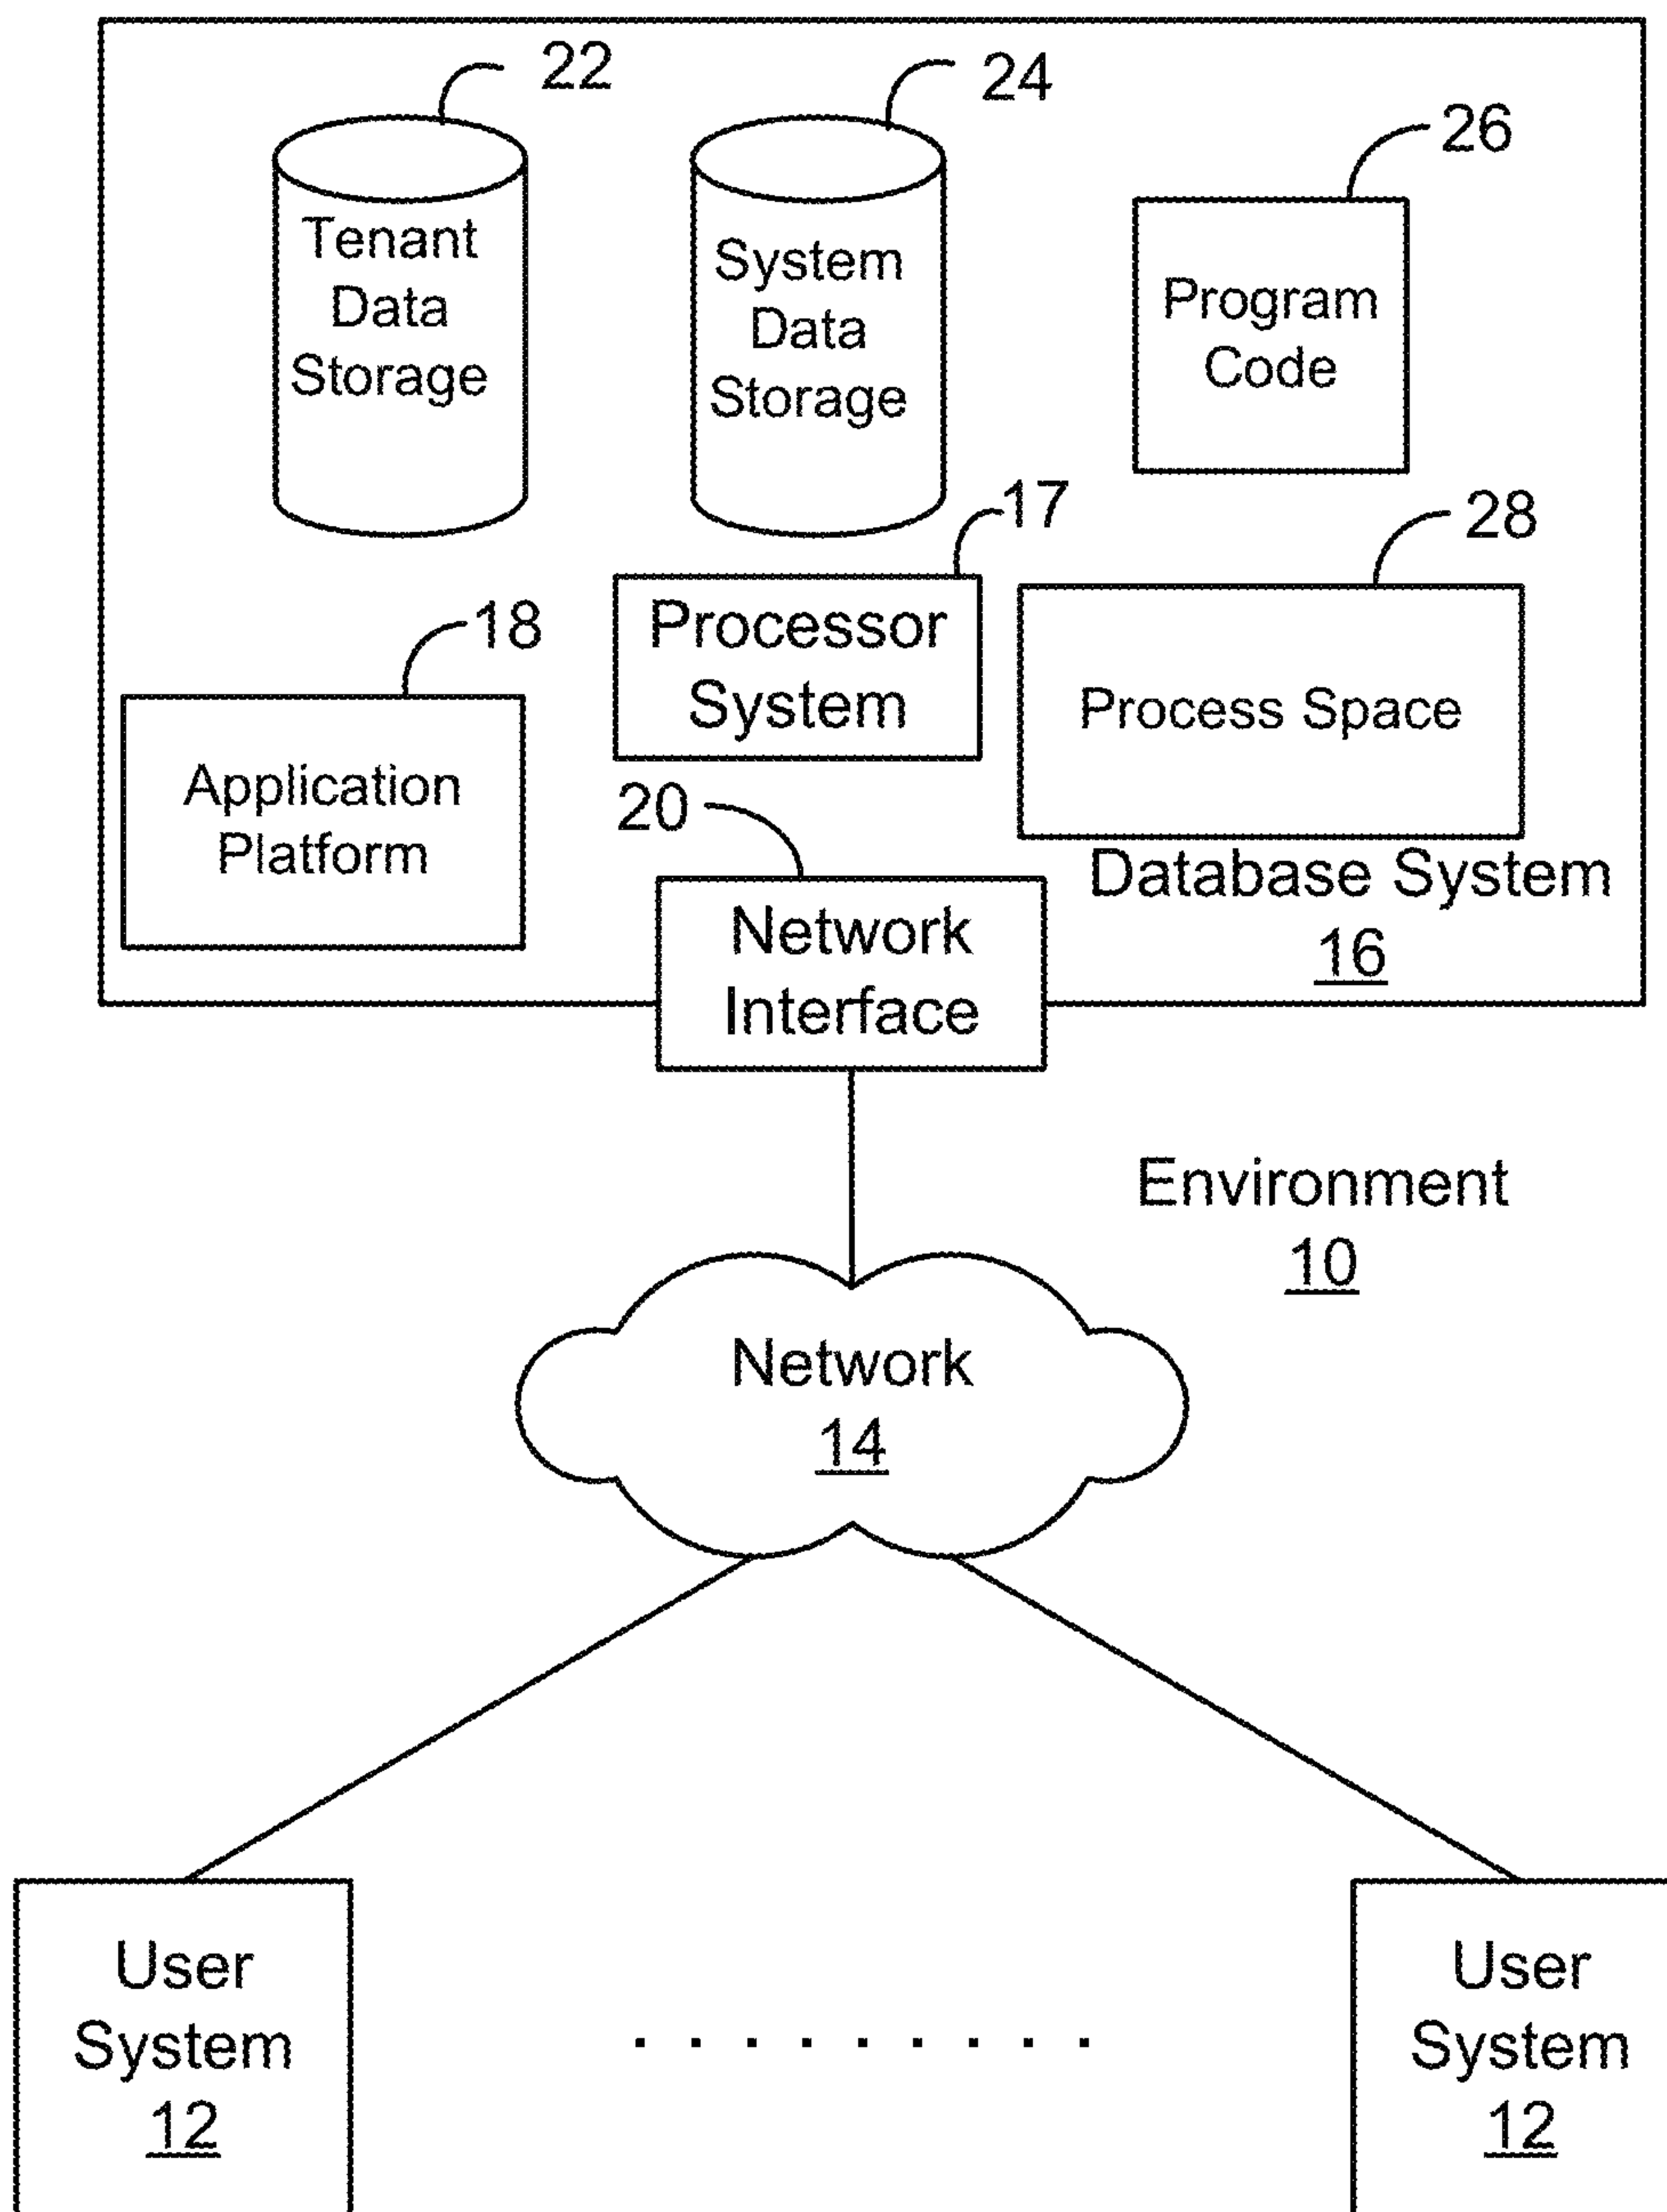 22
24
26
Tenant
Data
Storage
System
Data
Storage
Program
Code
17
28
18
Processor
System
Process Space
Application
Platform
20
Database System
16
Network
Interface
Environment
10
Network
14
User
System
12
. . . . . . . . .
User
System
12